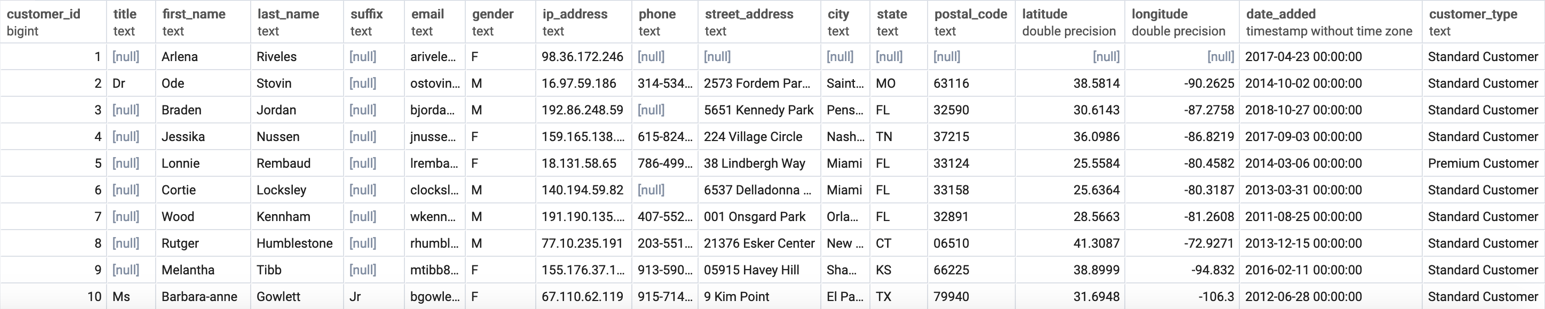 customer_id title first_name last_name suffix email gender ip_address phone street_address city state postal_code latitude longitude date_added customer_type
bigint text text text text text text text text text text text text double precision double precision timestamp without time zone text
1 [null] Arlena Riveles [null] arivele... F 98.36.172.246 [null] [null] [null] [null] [null] [null] [null] 2017-04-23 00:00:00 Standard Customer
2 Dr Ode Stovin [null] ostovin... M 16.97.59.186 314-534... 2573 Fordem Par... Saint... MO 63116 38.5814 -90.2625 2014-10-02 00:00:00 Standard Customer
3 [null] Braden Jordan [null] bjorda... M 192.86.248.59 [null] 5651 Kennedy Park Pens... FL 32590 30.6143 -87.2758 2018-10-27 00:00:00 Standard Customer
4 [null] Jessika Nussen [null] jnusse... F 159.165.138.... 615-824... 224 Village Circle Nash... TN 37215 36.0986 -86.8219 2017-09-03 00:00:00 Standard Customer
5 [null] Lonnie Rembaud [null] lremba... F 18.131.58.65 786-499... 38 Lindbergh Way Miami FL 33124 25.5584 -80.4582 2014-03-06 00:00:00 Premium Customer
6 [null] Cortie Locksley [null] clocksl... M 140.194.59.82 [null] 6537 Delladonna ... Miami FL 33158 25.6364 -80.3187 2013-03-31 00:00:00 Standard Customer
7 [null] Wood Kennham [null] wkenn... M 191.190.135.... 407-552... 001 Onsgard Park Orla... FL 32891 28.5663 -81.2608 2011-08-25 00:00:00 Standard Customer
8 [null] Rutger Humblestone [null] rhumbl... M 77.10.235.191 203-551... 21376 Esker Center New ... CT 06510 41.3087 -72.9271 2013-12-15 00:00:00 Standard Customer
9 [null] Melantha Tibb [null] mtibb8... F 155.176.37.1... 913-590... 05915 Havey Hill Sha... KS 66225 38.8999 -94.832 2016-02-11 00:00:00 Standard Customer
10 Ms Barbara-anne Gowlett Jr bgowle... F 67.110.62.119 915-714... 9 Kim Point El Pa... TX 79940 31.6948 -106.3 2012-06-28 00:00:00 Standard Customer